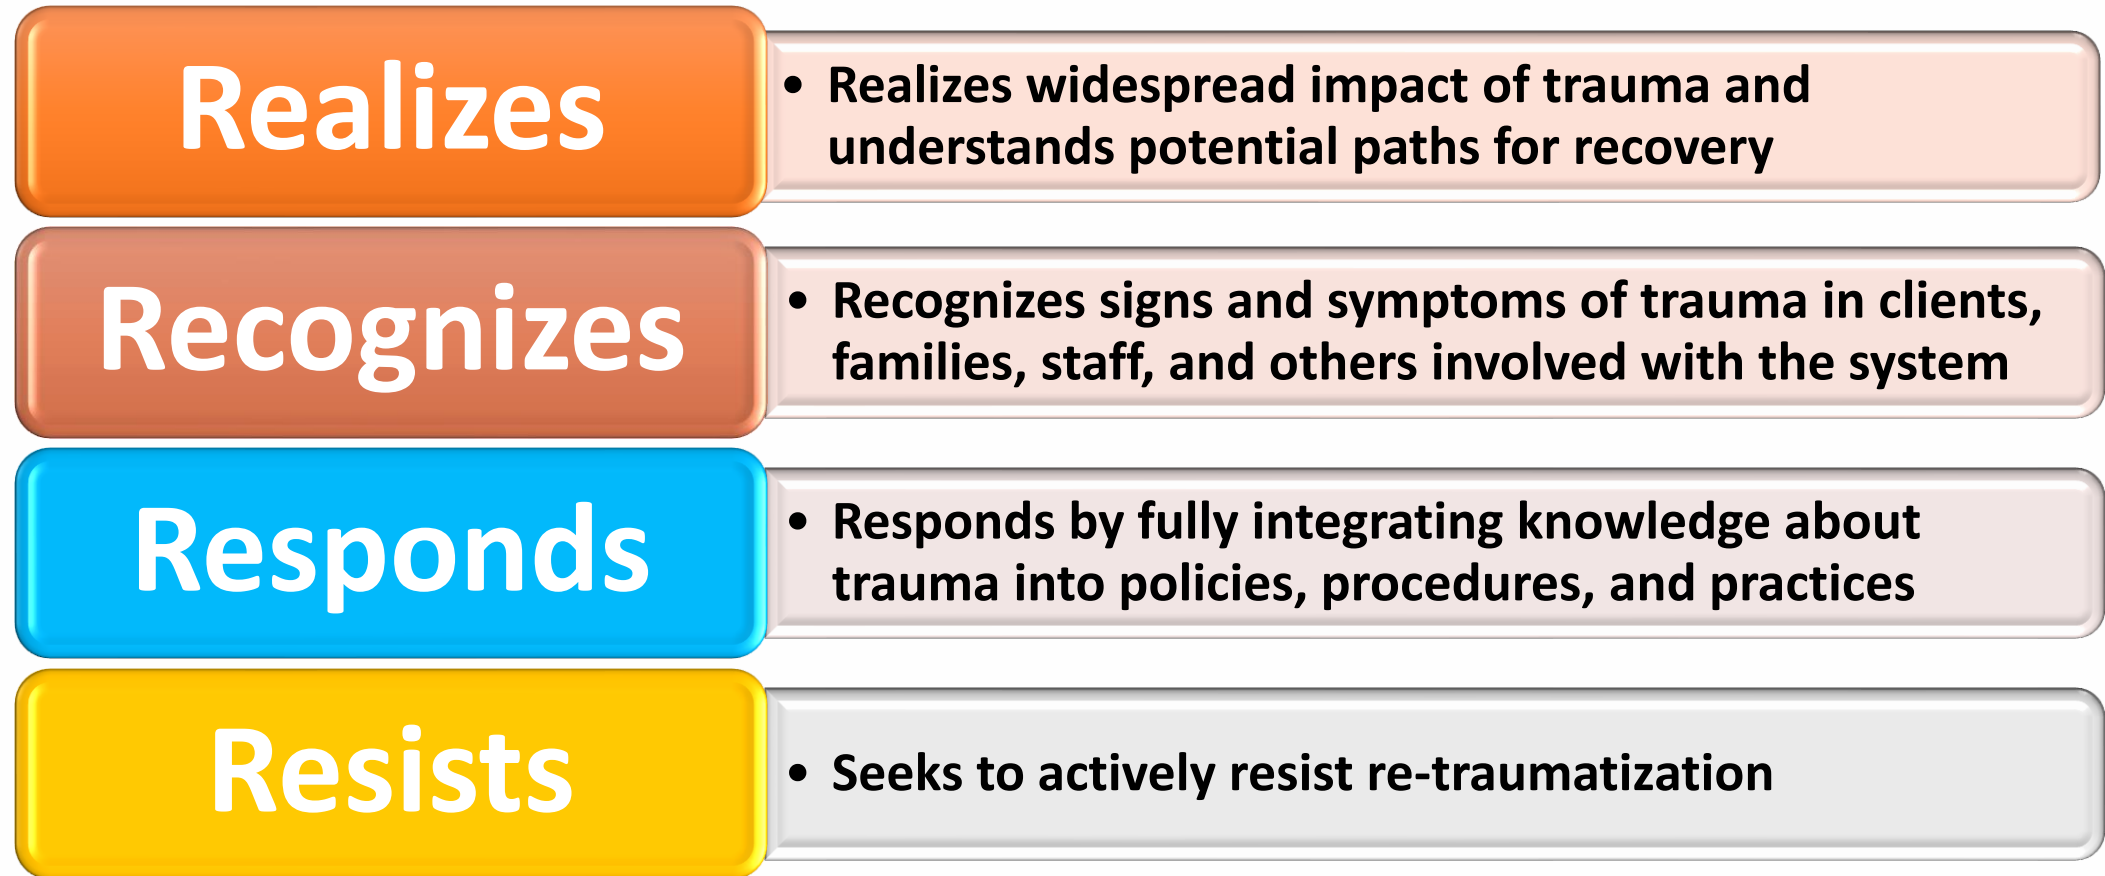 Realizes
• Realizes widespread impact of trauma and
understands potential paths for recovery
Recognizes
• Recognizes signs and symptoms of trauma in clients,
families, staff, and others involved with the system
Responds
• Responds by fully integrating knowledge about
trauma into policies, procedures, and practices
Resists
• Seeks to actively resist re-traumatization